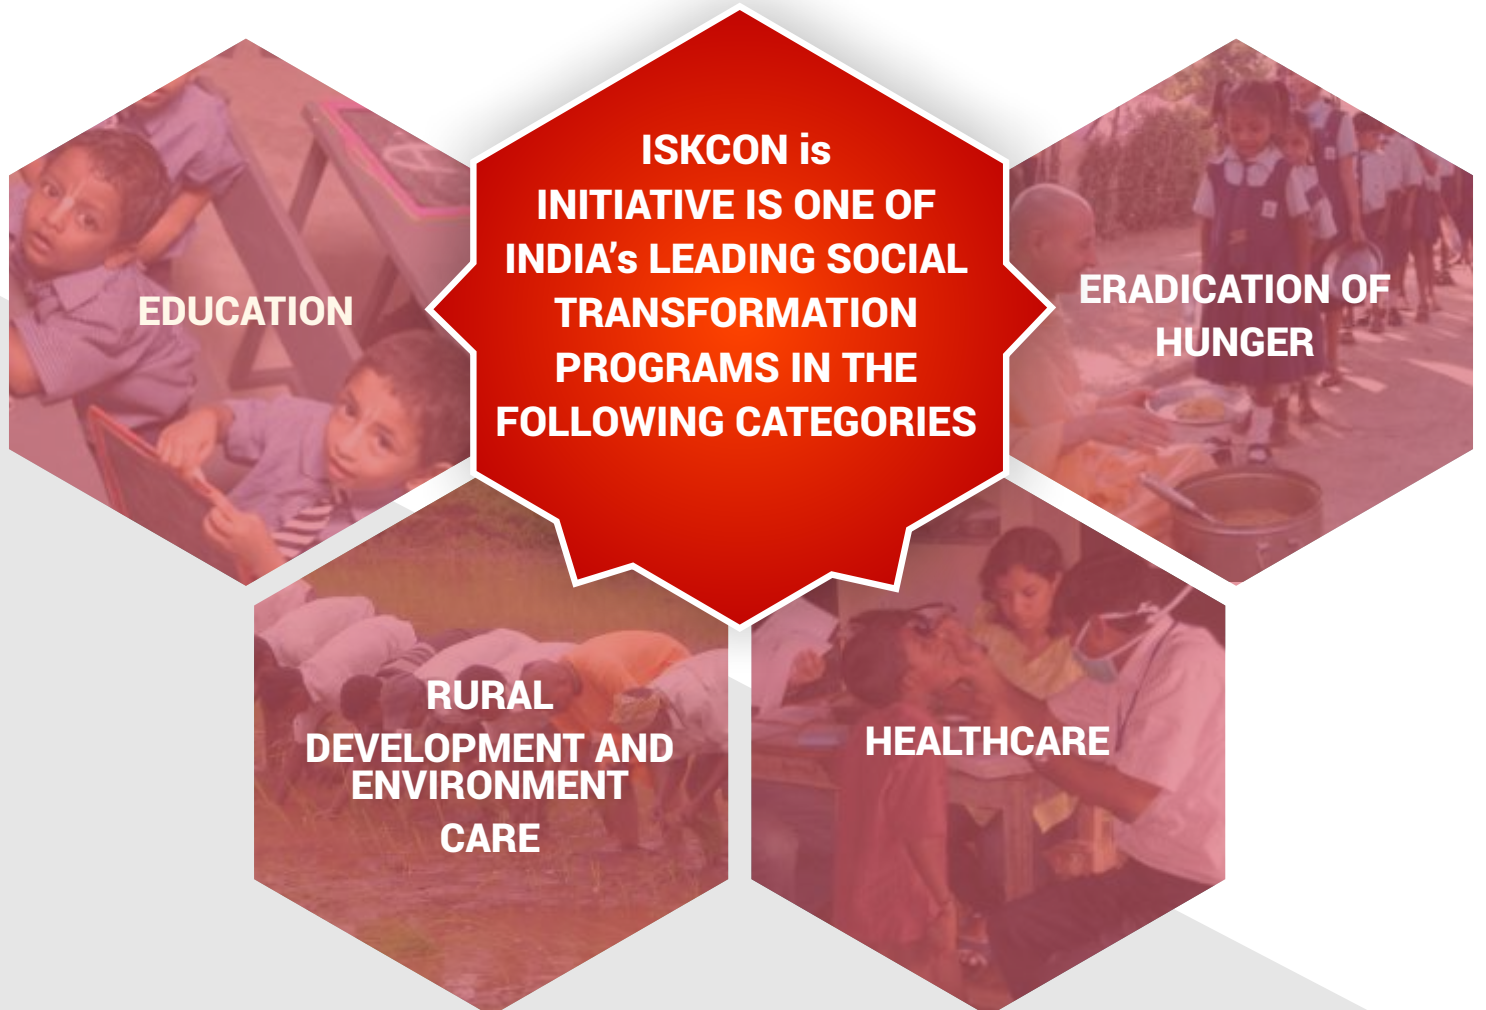 ISKCON is
INITIATIVE IS ONE OF
INDIA's LEADING SOCIAL
TRANSFORMATION
PROGRAMS IN THE
FOLLOWING CATEGORIES
EDUCATION
ERADICATION OF
HUNGER
RURAL
DEVELOPMENT AND
ENVIRONMENT
CARE
HEALTHCARE